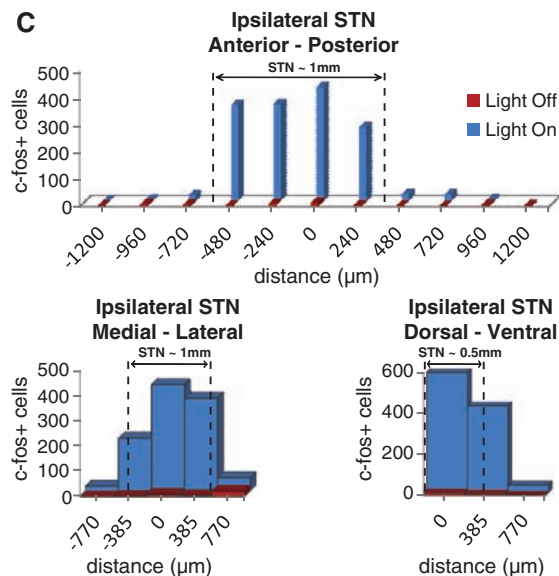 C
Ipsilateral STN
Anterior - Posterior
STN ~ 1mm
c-fos+ cells
500
400
300
200
100
0
Light Off
Light On
-1200
-960
-720
-480
-240
0
240
480
720
960
1200
distance (µm)
Ipsilateral STN
Medial - Lateral
STN ~ 1mm
c-fos+ cells
500
400
300
200
100
0
-770
-385
0
385
770
distance (µm)
Ipsilateral STN
Dorsal - Ventral
STN ~ 0.5mm
c-fos+ cells
600
400
200
0
0
385
770
distance (µm)